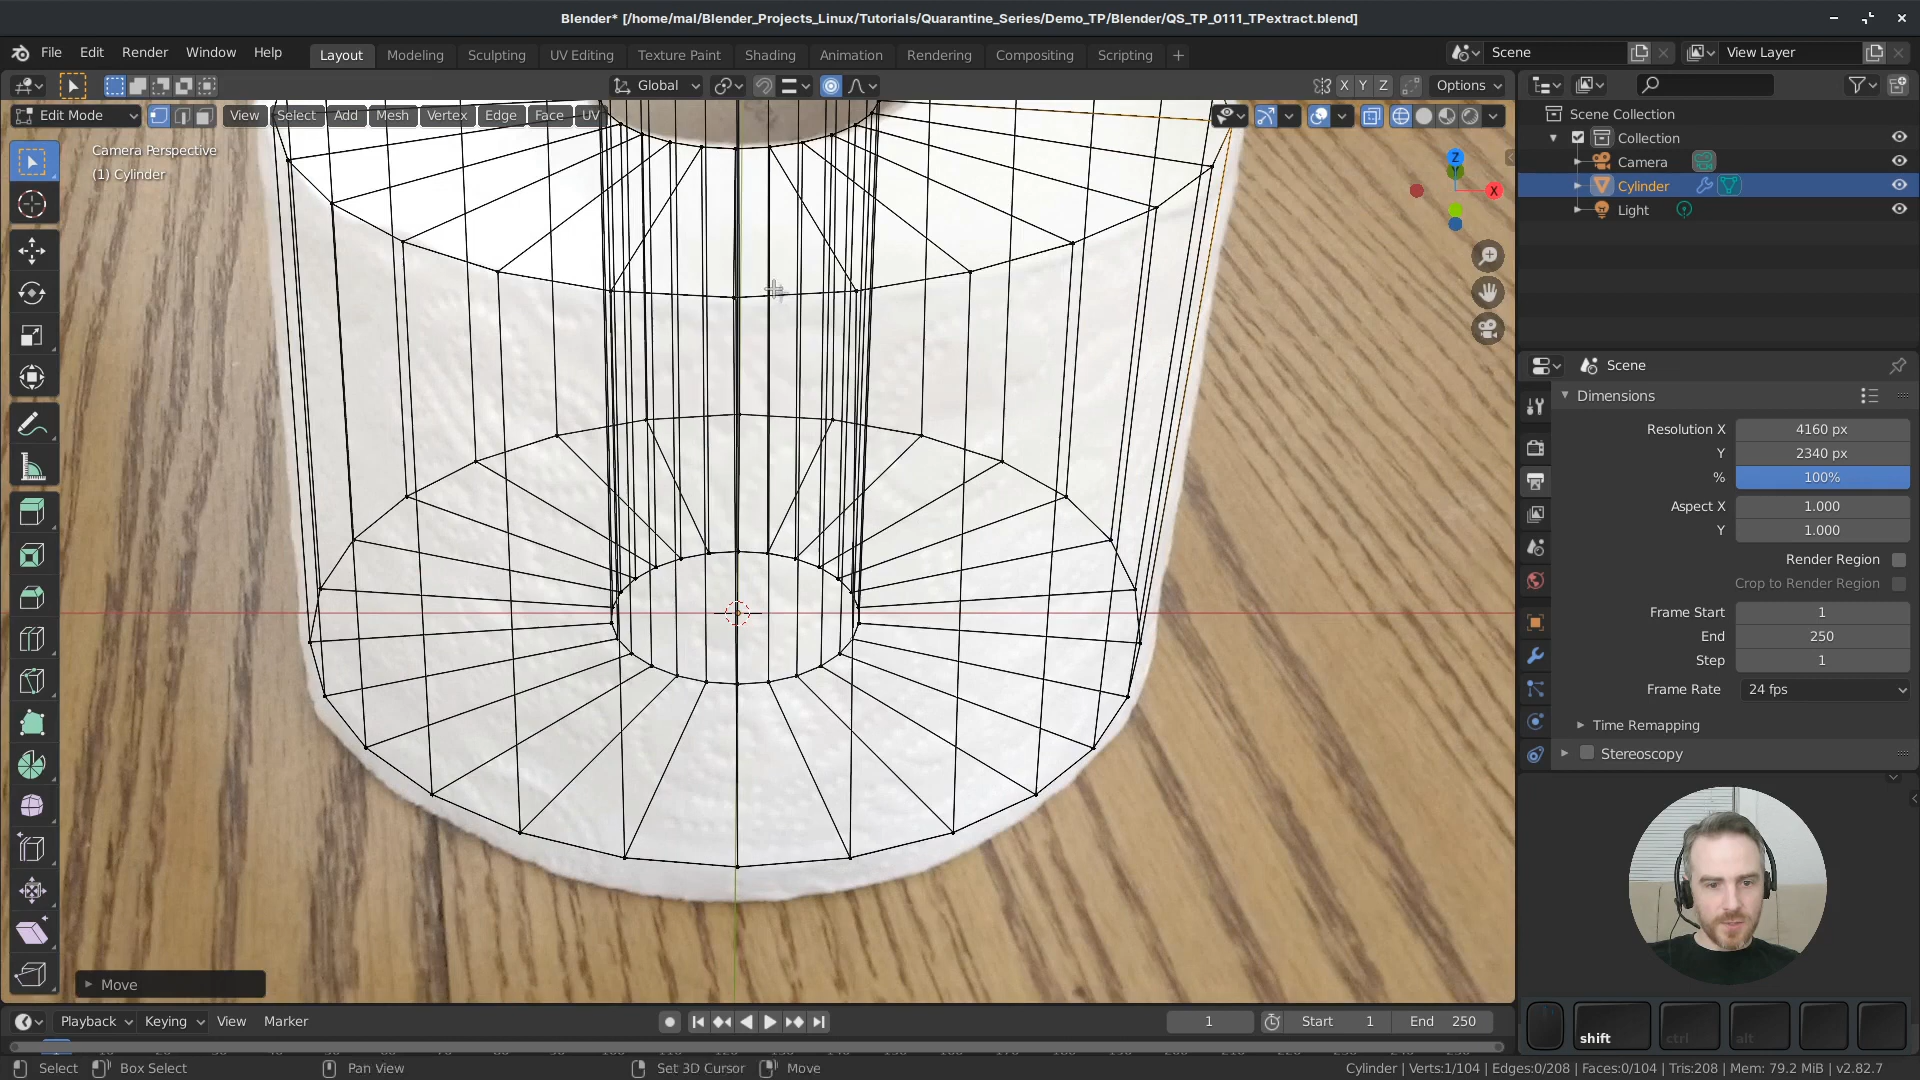 Blender* [/home/mal/Blender_Projects_Linux/Tutorials/Quarantine_Series/Demo_TP/Blender/QS_TP_0111_TPextract.blend]
File Edit Render Window Help Layout Modeling Sculpting UV Editing Texture Paint Shading Animation Rendering Compositing Scripting + Scene View Layer
Global X Y Z Options
Edit Mode View Select Add Mesh Vertex Edge Face UV
Camera Perspective
(1) Cylinder
Z
X
Scene Collection
Collection
Camera
Cylinder
Light
Scene
Dimensions
Resolution X 4160 px
Y 2340 px
% 100%
Aspect X 1.000
Y 1.000
Render Region
Crop to Render Region
Frame Start 1
End 250
Step 1
Frame Rate 24 fps
Time Remapping
Stereoscopy
Move
Playback Keying View Marker 1 Start 1 End 250
shift ctrl alt
Select Box Select Pan View Set 3D Cursor Move Cylinder | Verts:1/104 | Edges:0/208 | Faces:0/104 | Tris:208 | Mem: 79.2 MiB | v2.82.7